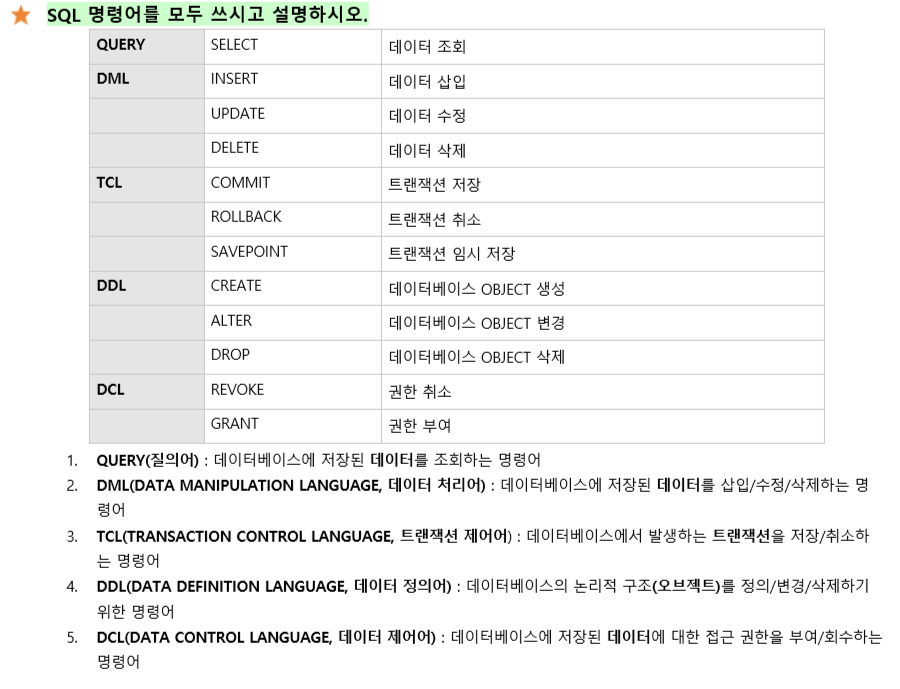 SQL 명령어를 모두 쓰시고 설명하시오.
QUERY SELECT 데이터 조회
DML INSERT 데이터 삽입
UPDATE 데이터 수정
DELETE 데이터 삭제
TCL COMMIT 트랜잭션 저장
ROLLBACK 트랜잭션 취소
SAVEPOINT 트랜잭션 임시 저장
DDL CREATE 데이터베이스 OBJECT 생성
ALTER 데이터베이스 OBJECT 변경
DROP 데이터베이스 OBJECT 삭제
DCL REVOKE 권한 취소
GRANT 권한 부여
1. QUERY(질의어) : 데이터베이스에 저장된 데이터를 조회하는 명령어
2. DML(DATA MANIPULATION LANGUAGE, 데이터 처리어) : 데이터베이스에 저장된 데이터를 삽입/수정/삭제하는 명
령어
3. TCL(TRANSACTION CONTROL LANGUAGE, 트랜잭션 제어어) : 데이터베이스에서 발생하는 트랜잭션을 저장/취소하
는 명령어
4. DDL(DATA DEFINITION LANGUAGE, 데이터 정의어) : 데이터베이스의 논리적 구조(오브젝트)를 정의/변경/삭제하기
위한 명령어
5. DCL(DATA CONTROL LANGUAGE, 데이터 제어어) : 데이터베이스에 저장된 데이터에 대한 접근 권한을 부여/회수하는
명령어